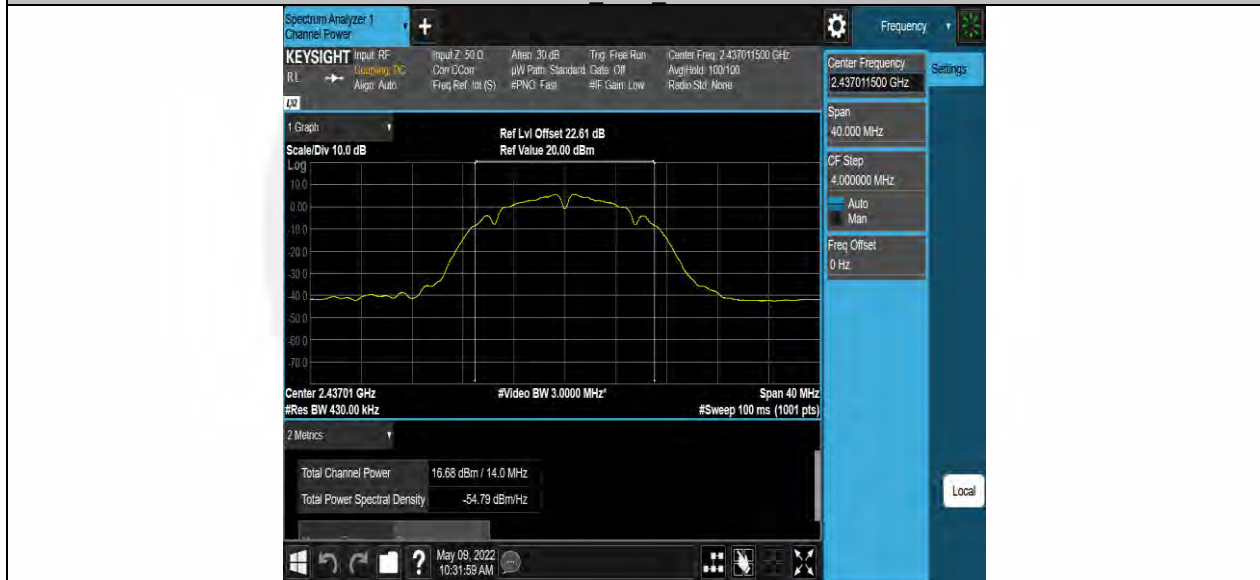 Spectrum Analyzer 1
Channel Power
+
Frequency
KEYSIGHT Input: RF Input Z: 50 Ω Atten: 30 dB Trig: Free Run Center Freq: 2.437011500 GHz
RL Coupling: DC Corr CCorr µW Path: Standard Gate: Off Avg|Hold: 100/100
Align: Auto Freq Ref: Int (S) #PNO: Fast #IF Gain: Low Radio Std: None
LXI
Center Frequency
2.437011500 GHz
Settings
Span
40.000 MHz
CF Step
4.000000 MHz
Auto
Man
Freq Offset
0 Hz
1 Graph
Ref Lvl Offset 22.61 dB
Scale/Div 10.0 dB
Ref Value 20.00 dBm
Log
10.0
0.00
-10.0
-20.0
-30.0
-40.0
-50.0
-60.0
-70.0
Center 2.43701 GHz #Video BW 3.0000 MHz* Span 40 MHz
#Res BW 430.00 kHz #Sweep 100 ms (1001 pts)
2 Metrics
Total Channel Power 16.68 dBm / 14.0 MHz
Total Power Spectral Density -54.79 dBm/Hz
Local
?
May 09, 2022
10:31:59 AM